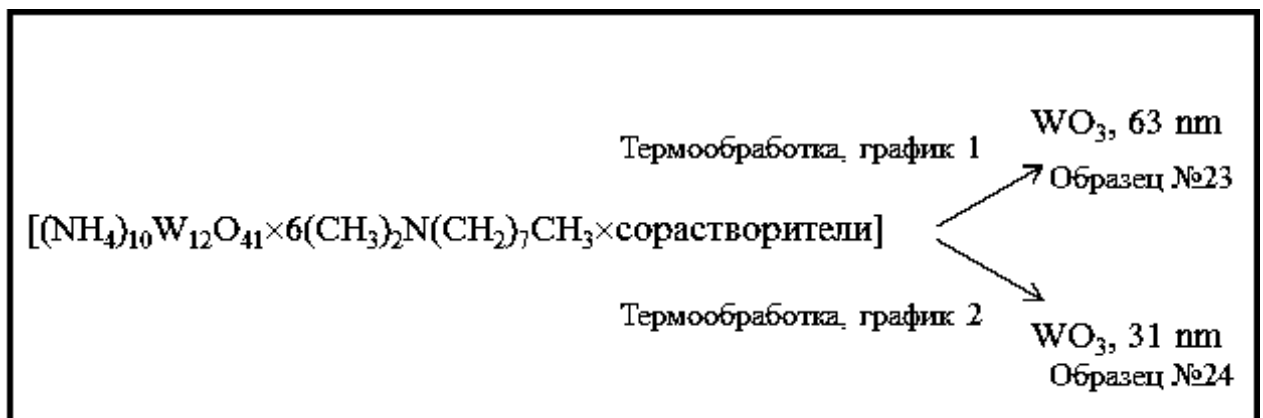 WO₃, 63 nm
Термообработка, график 1
Образец №23
[(NH₄)₁₀W₁₂O₄₁×6(CH₃)₂N(CH₂)₇CH₃×сорастворители]
Термообработка, график 2
WO₃, 31 nm
Образец №24